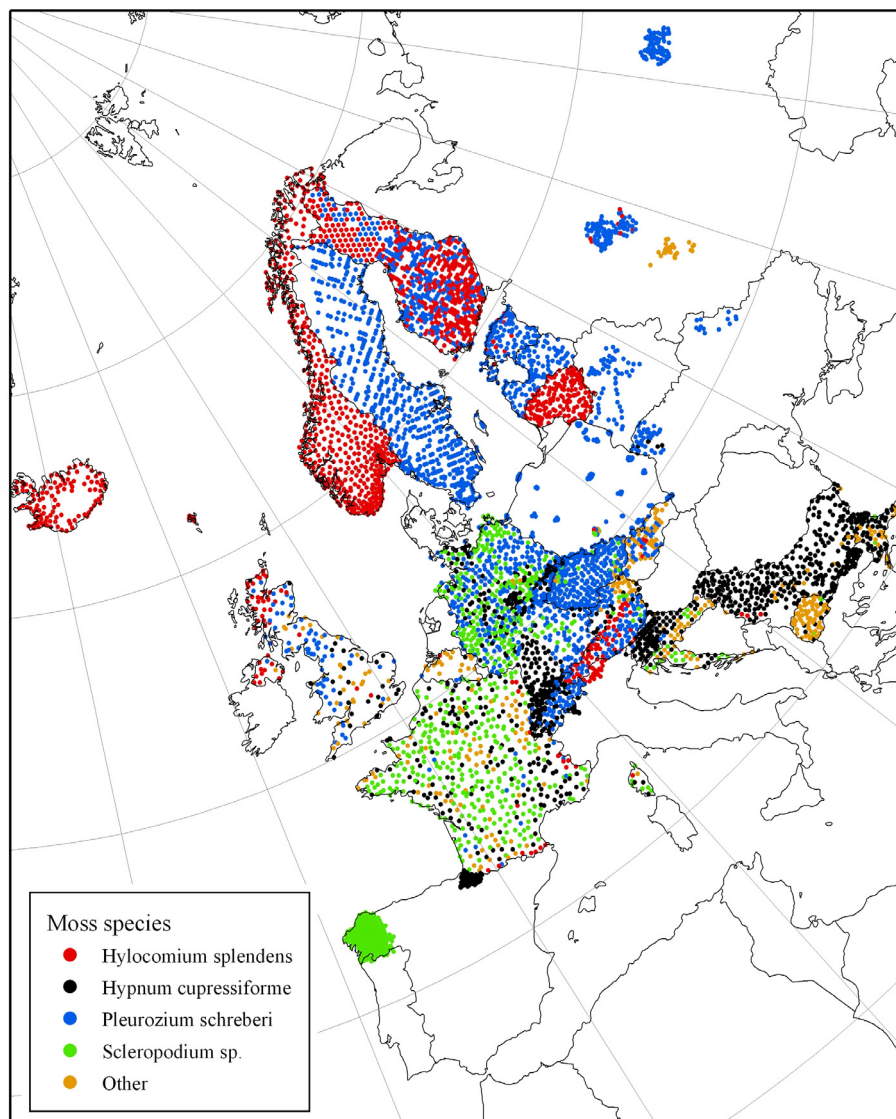 Moss species
Hylocomium splendens
Hypnum cupressiforme
Pleurozium schreberi
Scleropodium sp.
Other